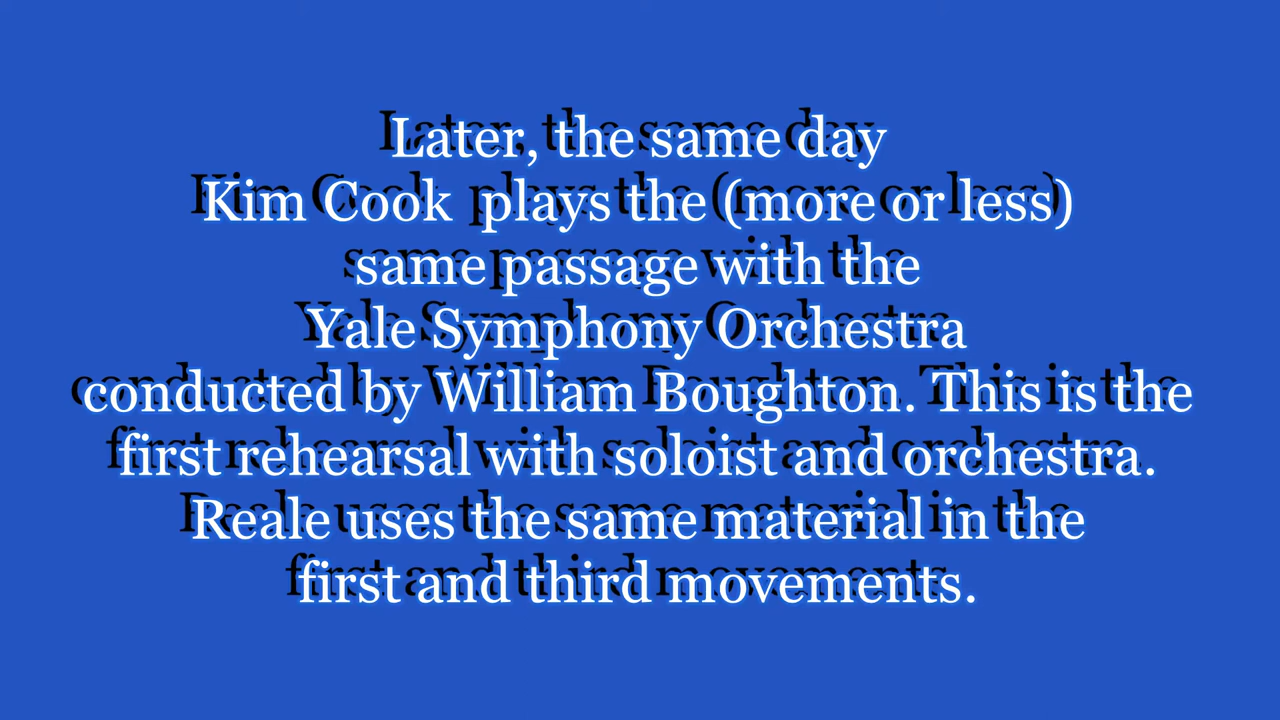 Later, the same day
Kim Cook plays the (more or less)
same passage with the
Yale Symphony Orchestra
conducted by William Boughton. This is the
first rehearsal with soloist and orchestra.
Reale uses the same material in the
first and third movements.